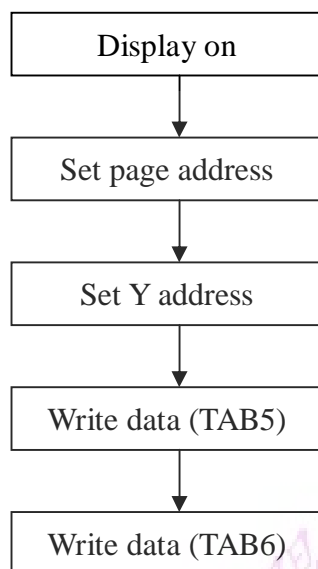 Display on
Set page address
Set Y address
Write data (TAB5)
Write data (TAB6)